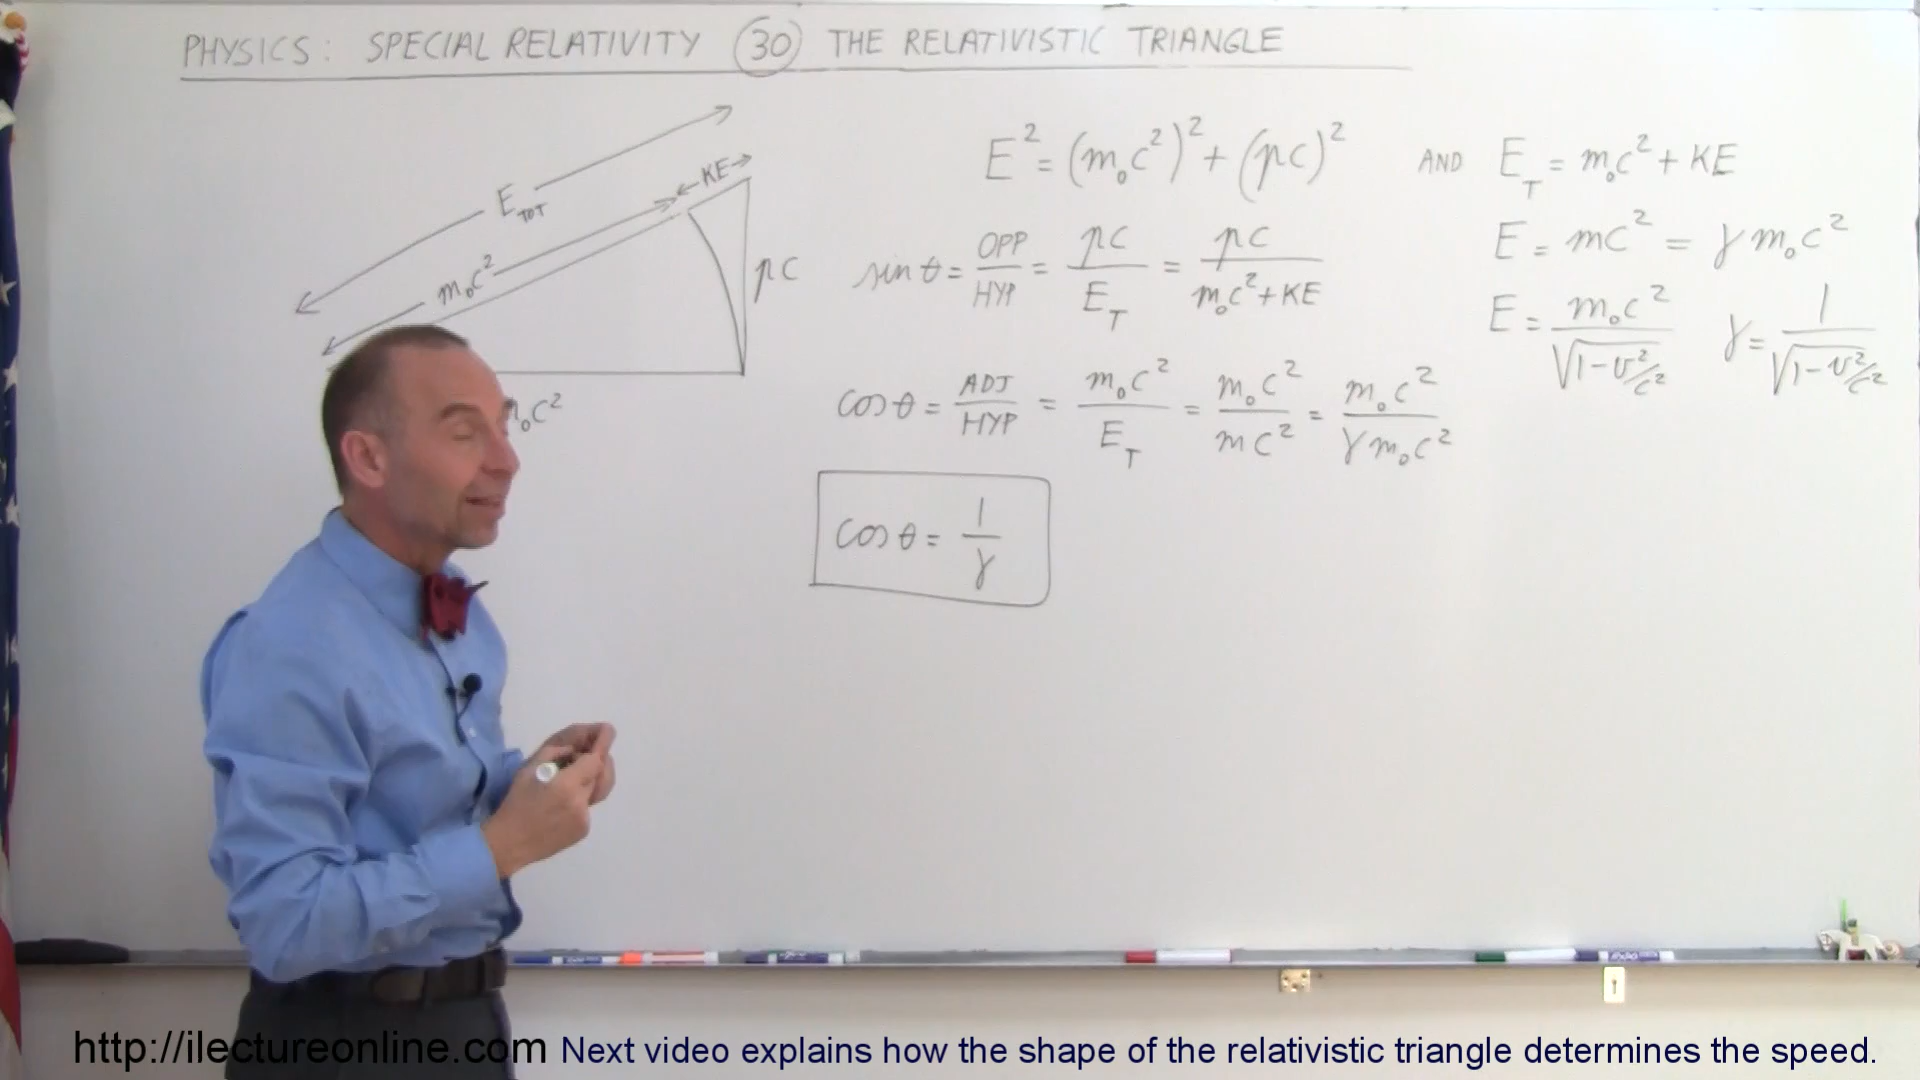 PHYSICS: SPECIAL RELATIVITY (30) THE RELATIVISTIC TRIANGLE
E_TOT
KE
m₀c²
pc
₀c²
E² = (m₀c²)² + (pc)² AND E_T = m₀c² + KE
E = mc² = γm₀c²
E = m₀c² / √(1 - v²/c²) γ = 1 / √(1 - v²/c²)
sin θ = OPP/HYP = pc/E_T = pc/(m₀c² + KE)
cos θ = ADJ/HYP = m₀c²/E_T = m₀c²/mc² = m₀c²/γm₀c²
cos θ = 1/γ
http://ilectureonline.com Next video explains how the shape of the relativistic triangle determines the speed.